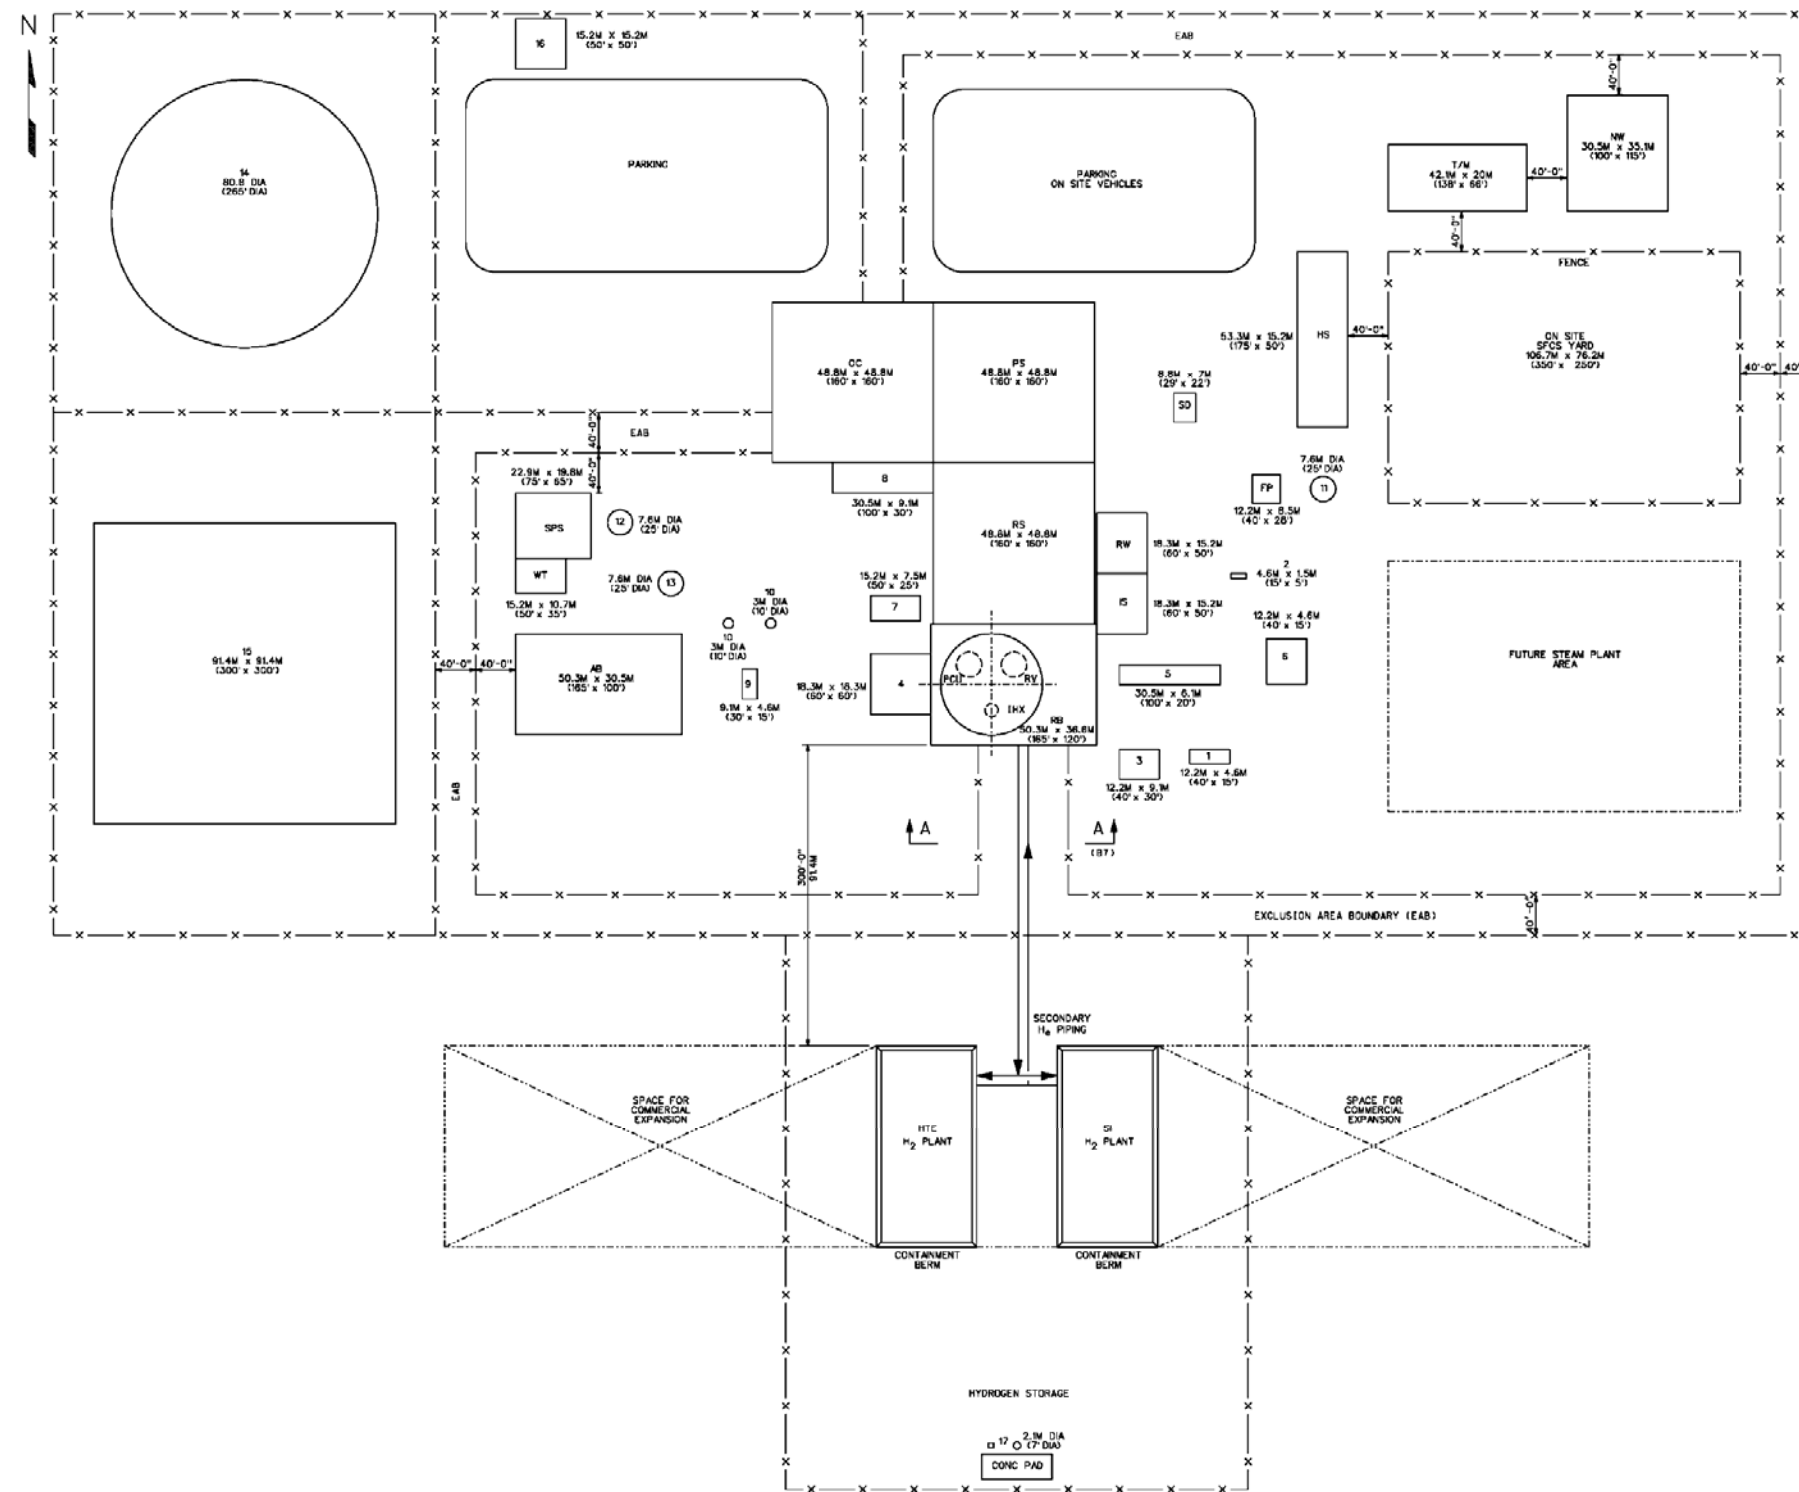 N
EAB
16
15.2M X 15.2M
(50' x 50')
14
80.8 DIA
(265' DIA)
PARKING
PARKING
ON SITE VEHICLES
40'-0"
NW
30.5M x 35.1M
(100' x 115')
T/M
42.1M x 20M
(138' x 66')
40'-0"
40'-0"
FENCE
OC
48.8M x 48.8M
(160' x 160')
PS
48.8M x 48.8M
(160' x 160')
53.3M x 15.2M
(175' x 50')
HS
40'-0"
ON SITE
SFCS YARD
106.7M x 76.2M
(350' x 250')
40'-0"
40'
8.8M x 7M
(29' x 22')
SD
40'-0"
EAB
40'-0"
22.9M x 19.8M
(75' x 65')
SPS
12
7.6M DIA
(25' DIA)
8
30.5M x 9.1M
(100' x 30')
RS
48.8M x 48.8M
(160' x 160')
7.6M DIA
(25' DIA)
FP
11
12.2M x 8.5M
(40' x 28')
RW
18.3M x 15.2M
(60' x 50')
WT
15.2M x 10.7M
(50' x 35')
7.6M DIA
(25' DIA)
13
15.2M x 7.5M
(50' x 25')
7
IS
18.3M x 15.2M
(60' x 50')
2
4.6M x 1.5M
(15' x 5')
10
3M DIA
(10' DIA)
10
3M DIA
(10' DIA)
12.2M x 4.6M
(40' x 15')
6
15
91.4M x 91.4M
(300' x 300')
40'-0"
40'-0"
AB
50.3M x 30.5M
(165' x 100')
9
9.1M x 4.6M
(30' x 15')
18.3M x 18.3M
(60' x 60')
4
PCU
RV
IHX
RB
50.3M x 36.6M
(165' x 120')
5
30.5M x 6.1M
(100' x 20')
FUTURE STEAM PLANT
AREA
3
12.2M x 9.1M
(40' x 30')
1
12.2M x 4.6M
(40' x 15')
EAB
A
A
(B7)
300'-0"
91.4M
EXCLUSION AREA BOUNDARY (EAB)
40'-0"
SECONDARY
He PIPING
SPACE FOR
COMMERCIAL
EXPANSION
HTE
H2 PLANT
SI
H2 PLANT
SPACE FOR
COMMERCIAL
EXPANSION
CONTAINMENT
BERM
CONTAINMENT
BERM
HYDROGEN STORAGE
17
2.1M DIA
(7' DIA)
CONC PAD